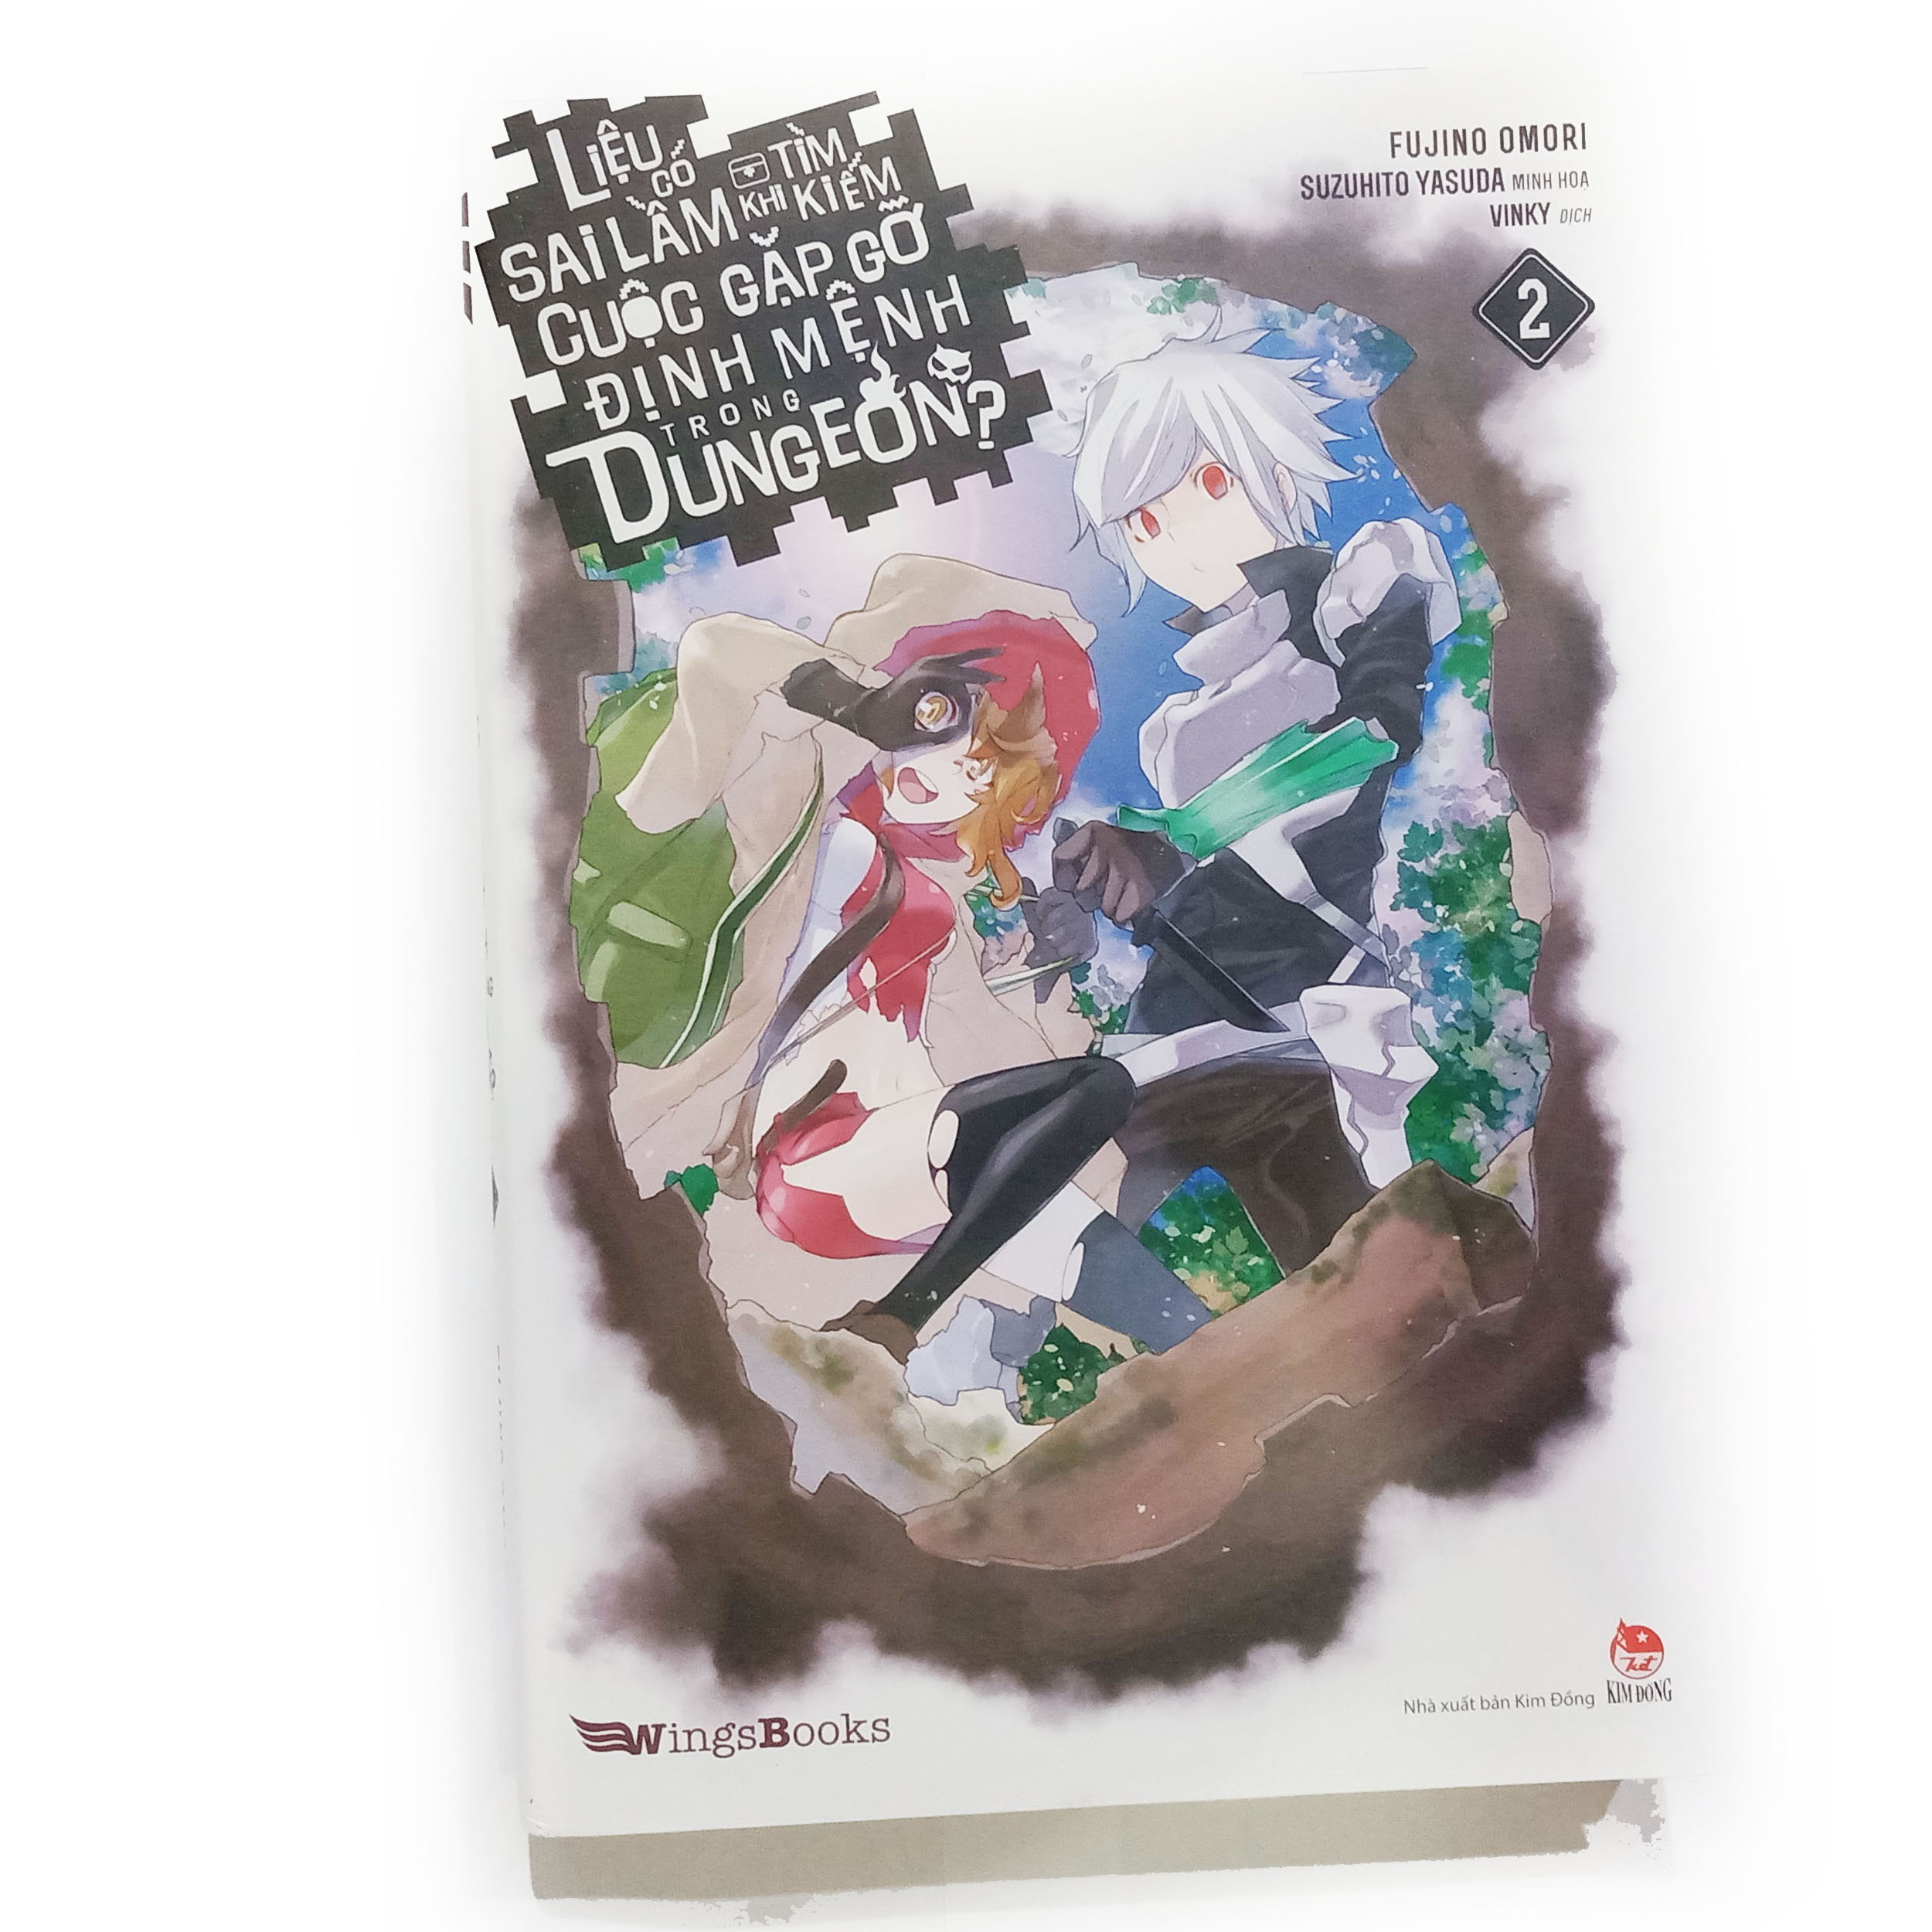 LIỆU CÓ
SAI LẦM KHI TÌM KIẾM
CUỘC GẶP GỠ
ĐỊNH MỆNH
TRONG
DUNGEON?
FUJINO OMORI
SUZUHITO YASUDA MINH HOẠ
VINKY DỊCH
2
WingsBooks
Nhà xuất bản Kim Đồng
KIM ĐỒNG